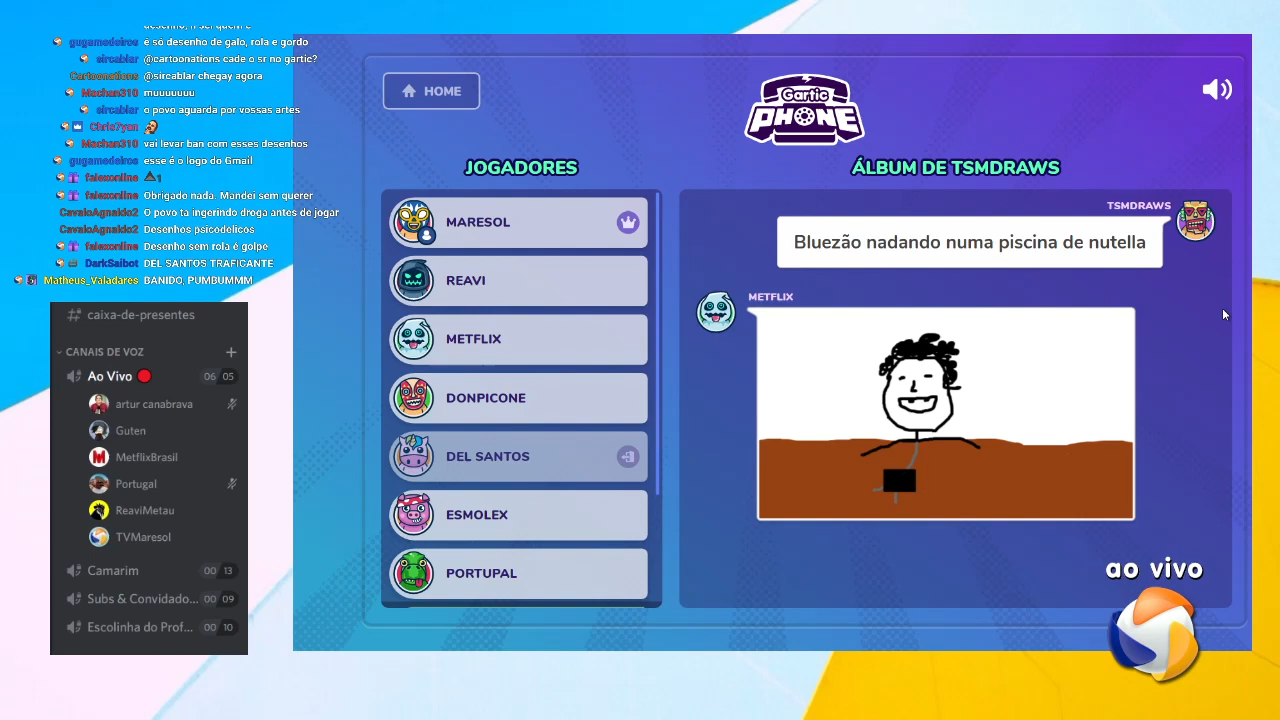 gugamedeiros é só desenho de galo, rola e gordo
sircablar @cartoonations cade o sr no gartic?
Cartoonations @sircablar chegay agora
Machan310 muuuuuuu
sircablar o povo aguarda por vossas artes
Chris7yan
Machan310 vai levar ban com esses desenhos
gugamedeiros esse é o logo do Gmail
falexonline 1
falexonline Obrigado nada. Mandei sem querer
CavaloAgnaldo2 O povo ta ingerindo droga antes de jogar
CavaloAgnaldo2 Desenhos psicodelicos
falexonline Desenho sem rola é golpe
DarkSaibot DEL SANTOS TRAFICANTE
Matheus_Valadares BANIDO, PUMBUMMM
caixa-de-presentes
CANAIS DE VOZ
Ao Vivo 06 05
artur canabrava
Guten
MetflixBrasil
Portugal
ReaviMetau
TVMaresol
Camarim 00 13
Subs & Convidado... 00 09
Escolinha do Prof... 00 10
HOME
Gartic
PHONE
JOGADORES
MARESOL
REAVI
METFLIX
DONPICONE
DEL SANTOS
ESMOLEX
PORTUPAL
ÁLBUM DE TSMDRAWS
TSMDRAWS
Bluezão nadando numa piscina de nutella
METFLIX
ao vivo